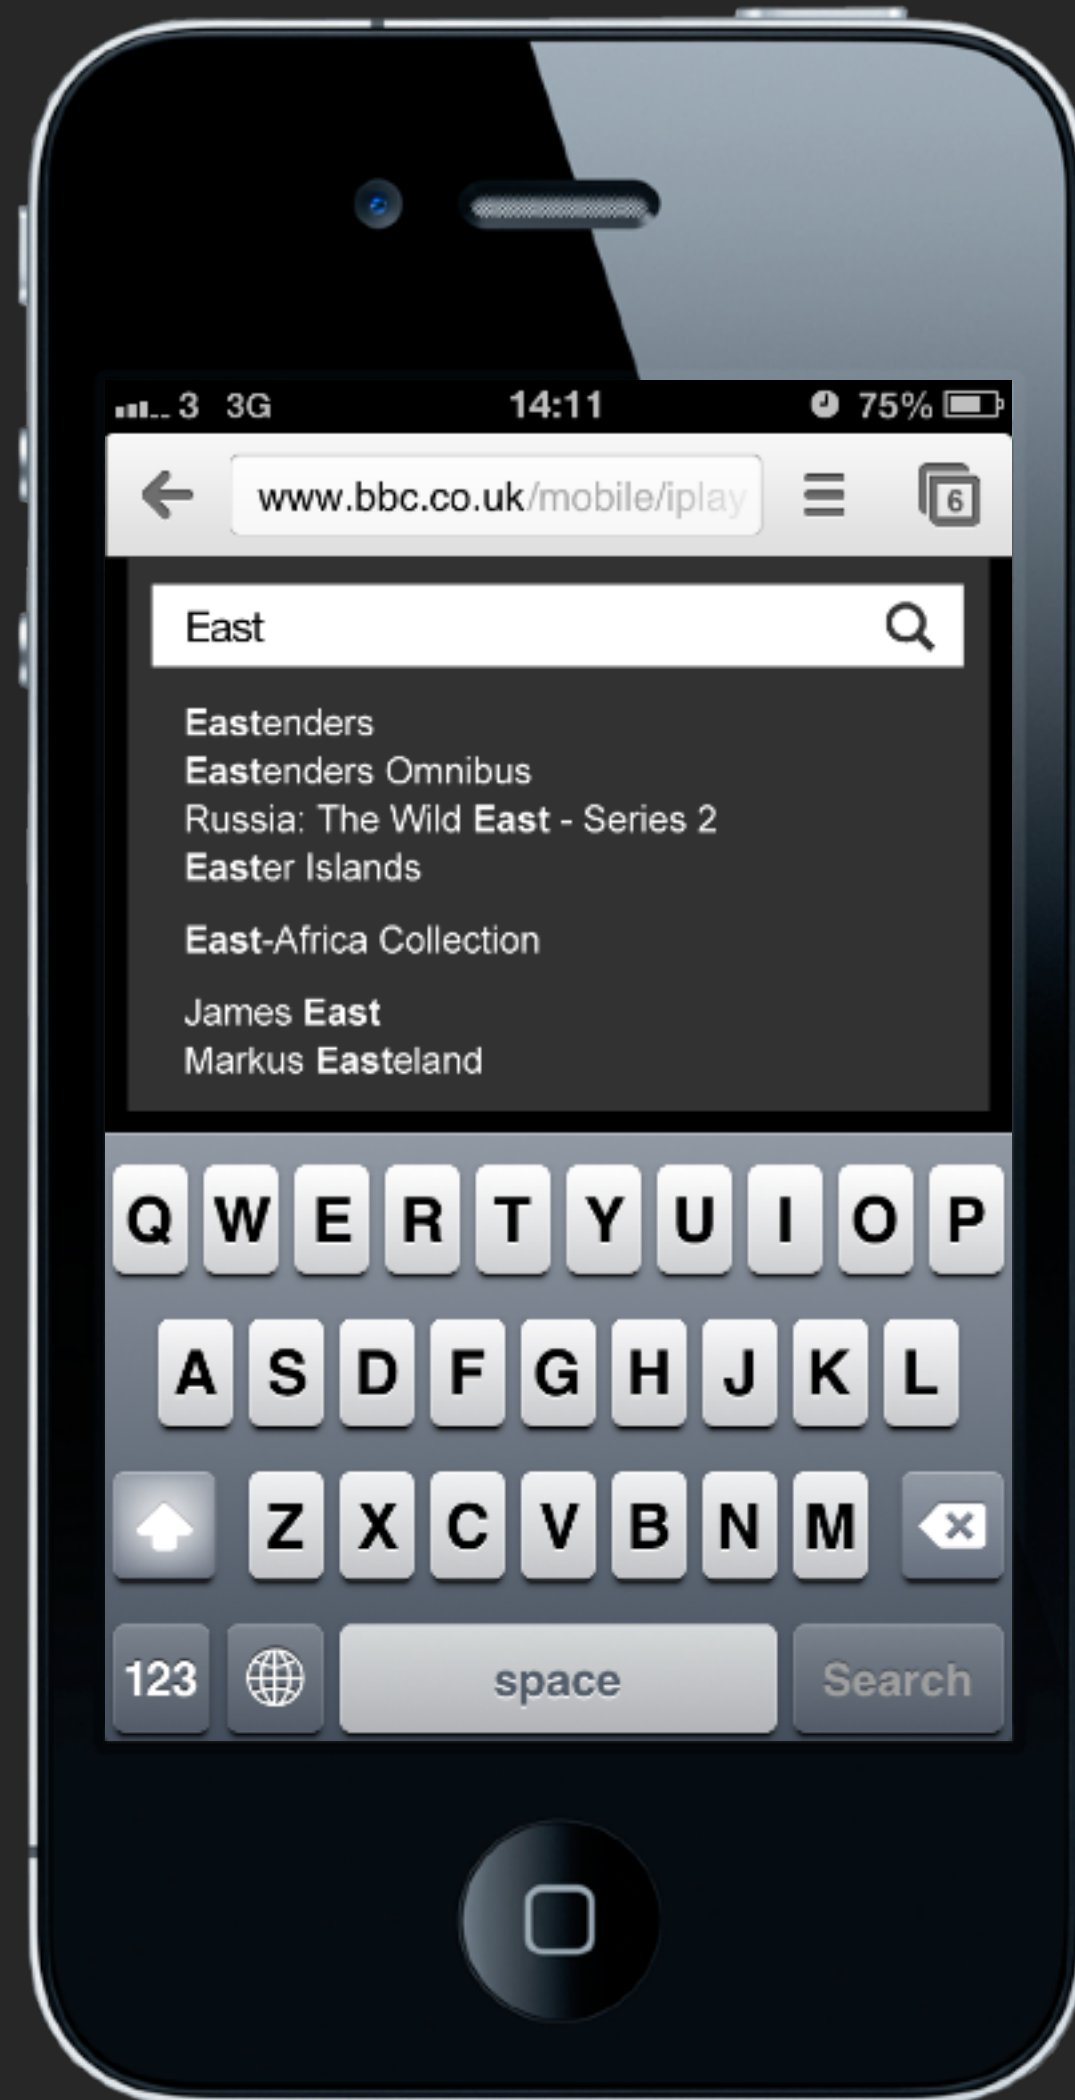 3 3G 14:11 75%
www.bbc.co.uk/mobile/iplay
6
East
Eastenders
Eastenders Omnibus
Russia: The Wild East - Series 2
Easter Islands
East-Africa Collection
James East
Markus Easteland
Q W E R T Y U I O P
A S D F G H J K L
Z X C V B N M
123 space Search